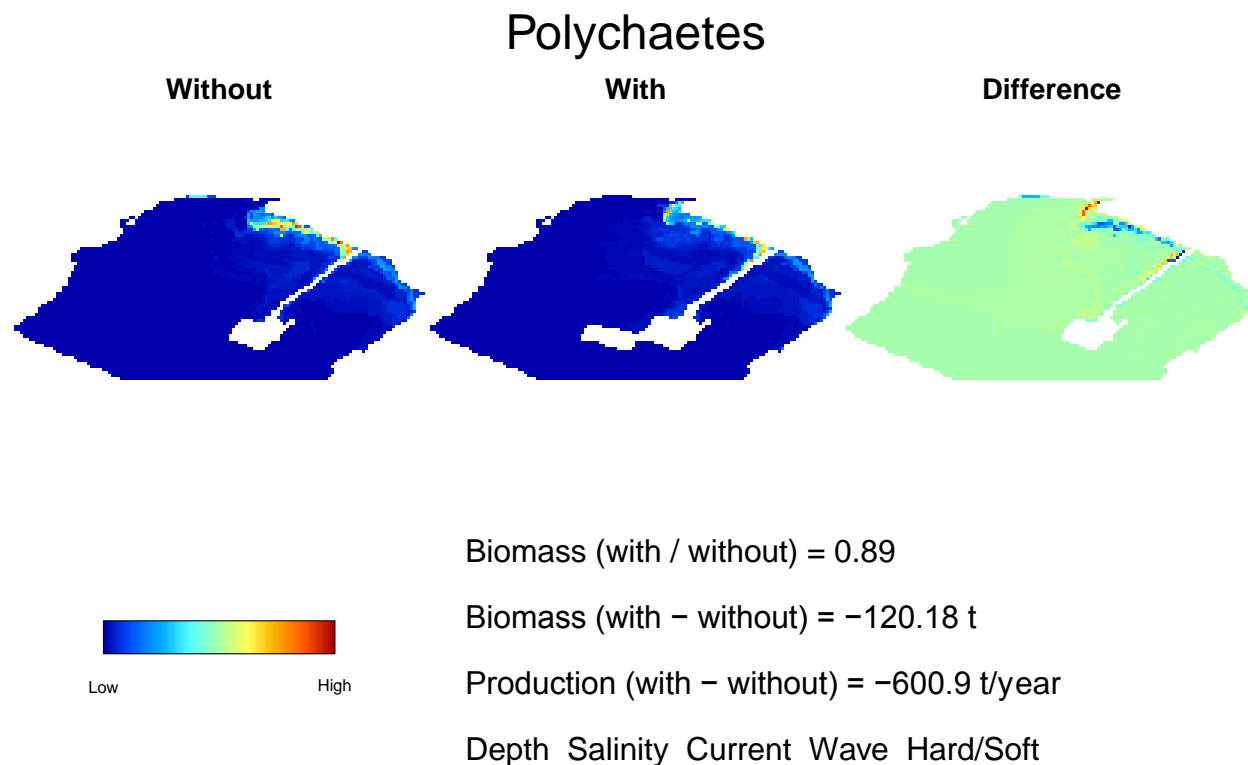 Polychaetes
Without With Difference
Biomass (with / without) = 0.89
Biomass (with − without) = −120.18 t
Low High
Production (with − without) = −600.9 t/year
Depth Salinity Current Wave Hard/Soft